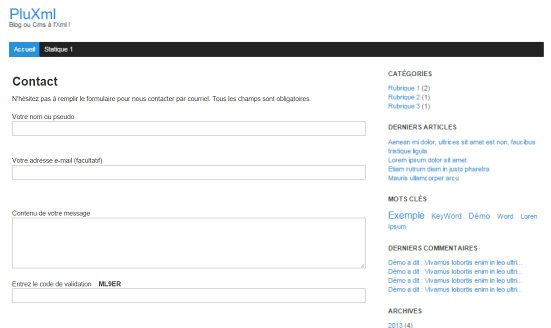 PluXml
Blog ou Cms à l'Xml !
Accueil Statique 1
Contact
N'hésitez pas à remplir le formulaire pour nous contacter par courriel. Tous les champs sont obligatoires.
Votre nom ou pseudo
Votre adresse e-mail (facultatif)
Contenu de votre message
Entrez le code de validation ML9ER
CATÉGORIES
Rubrique 1 (2)
Rubrique 2 (1)
Rubrique 3 (1)
DERNIERS ARTICLES
Aenean mi dolor, ultrices sit amet est non, faucibus
tristique ligula.
Lorem ipsum dolor sit amet
Etiam rutrum diam in justo pharetra
Mauris ullamcorper arcu
MOTS CLÉS
Exemple KeyWord Démo Word Loren
Ipsum
DERNIERS COMMENTAIRES
Démo a dit : Vivamus lobortis enim in leo ultri...
Démo a dit : Vivamus lobortis enim in leo ultri...
Démo a dit : Vivamus lobortis enim in leo ultri...
Démo a dit : Vivamus lobortis enim in leo ultri...
ARCHIVES
2013 (4)